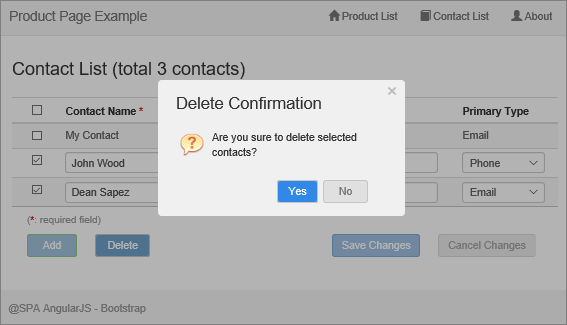 Product Page Example Product List Contact List About
Contact List (total 3 contacts)
Contact Name * Primary Type
My Contact Email
John Wood Phone
Dean Sapez Email
(*: required field)
Add Delete Save Changes Cancel Changes
Delete Confirmation ×
?
Are you sure to delete selected
contacts?
Yes No
@SPA AngularJS - Bootstrap